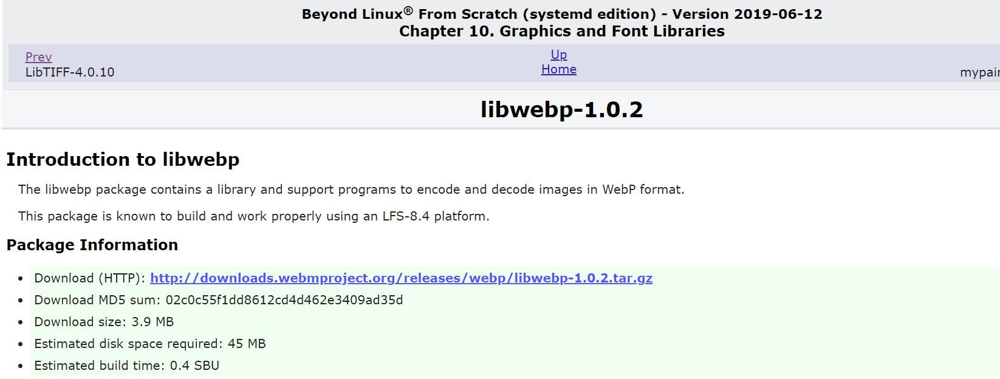 Beyond Linux® From Scratch (systemd edition) - Version 2019-06-12
Chapter 10. Graphics and Font Libraries
Prev
Up
Home
LibTIFF-4.0.10
mypain
libwebp-1.0.2
Introduction to libwebp
The libwebp package contains a library and support programs to encode and decode images in WebP format.
This package is known to build and work properly using an LFS-8.4 platform.
Package Information
• Download (HTTP): http://downloads.webmproject.org/releases/webp/libwebp-1.0.2.tar.gz
• Download MD5 sum: 02c0c55f1dd8612cd4d462e3409ad35d
• Download size: 3.9 MB
• Estimated disk space required: 45 MB
• Estimated build time: 0.4 SBU